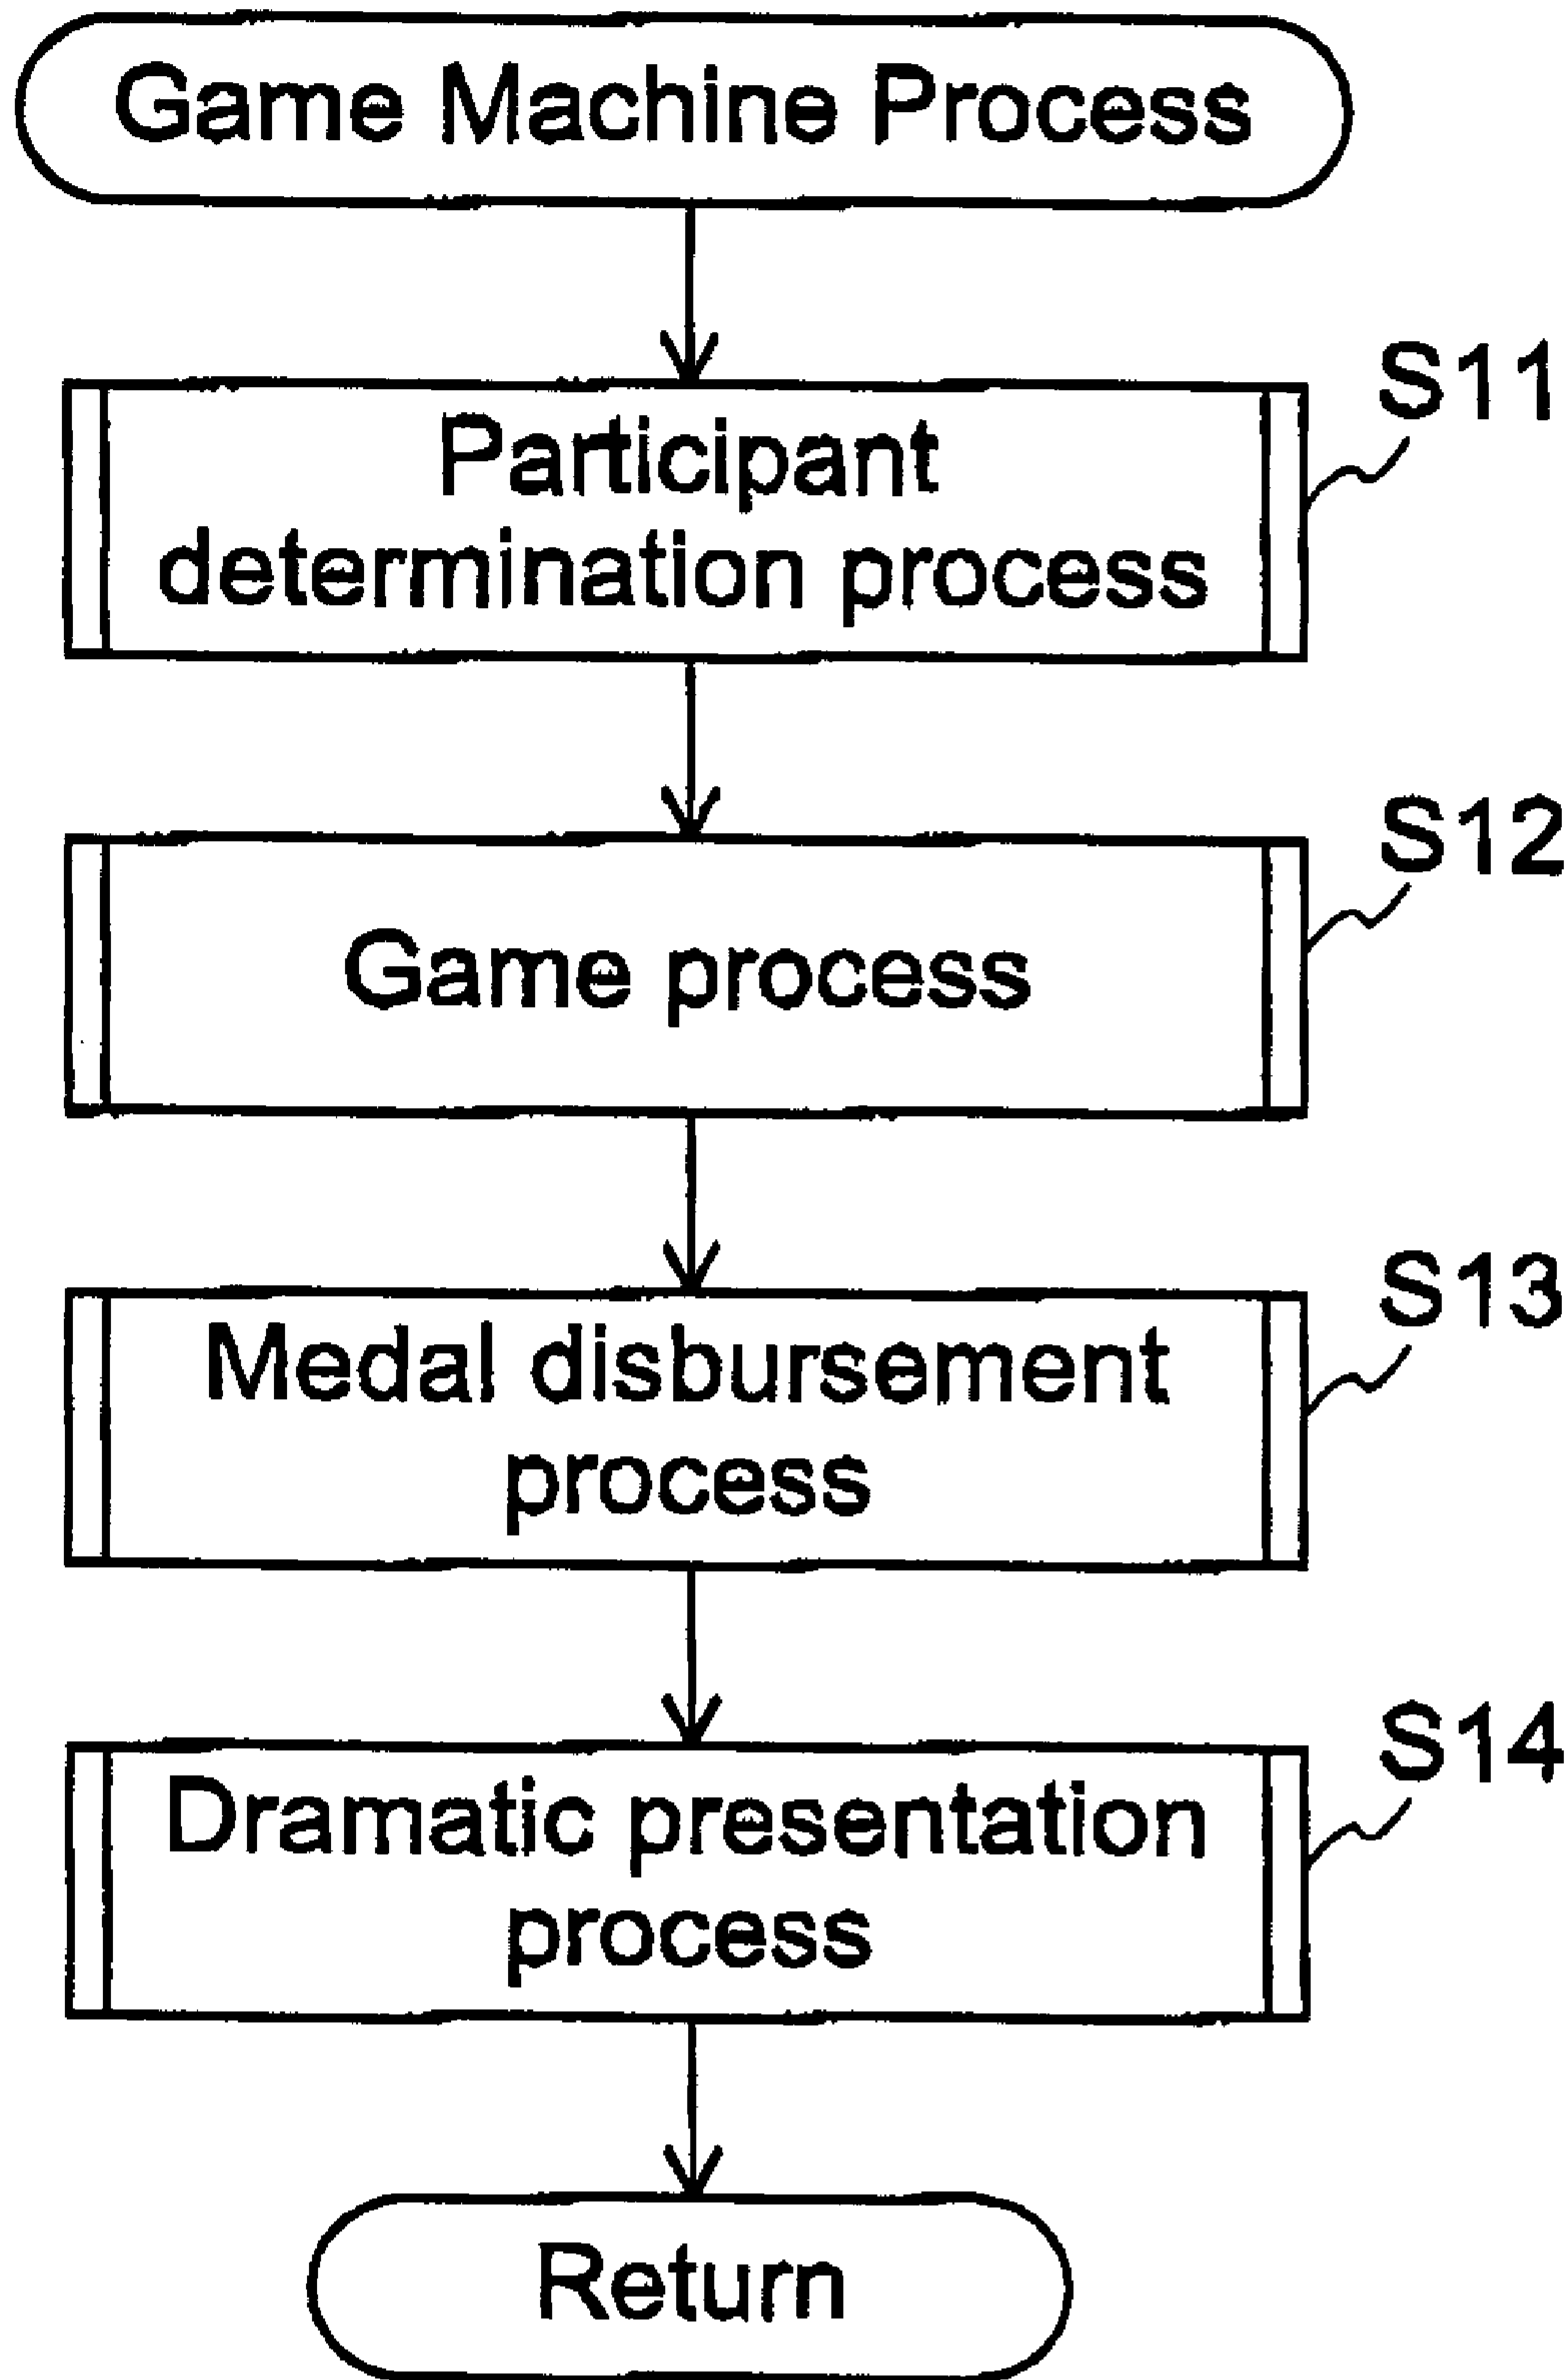 Game Machine Process
S11
Participant
determination process
S12
Game process
S13
Medal disbursement
process
S14
Dramatic presentation
process
Return